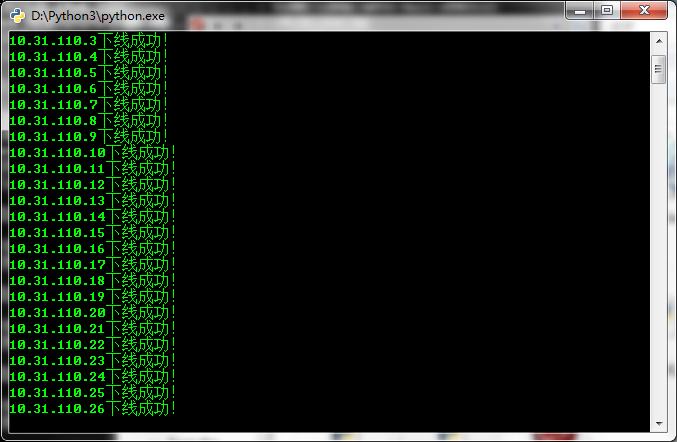 D:\Python3\python.exe
10.31.110.3下线成功!
10.31.110.4下线成功!
10.31.110.5下线成功!
10.31.110.6下线成功!
10.31.110.7下线成功!
10.31.110.8下线成功!
10.31.110.9下线成功!
10.31.110.10下线成功!
10.31.110.11下线成功!
10.31.110.12下线成功!
10.31.110.13下线成功!
10.31.110.14下线成功!
10.31.110.15下线成功!
10.31.110.16下线成功!
10.31.110.17下线成功!
10.31.110.18下线成功!
10.31.110.19下线成功!
10.31.110.20下线成功!
10.31.110.21下线成功!
10.31.110.22下线成功!
10.31.110.23下线成功!
10.31.110.24下线成功!
10.31.110.25下线成功!
10.31.110.26下线成功!